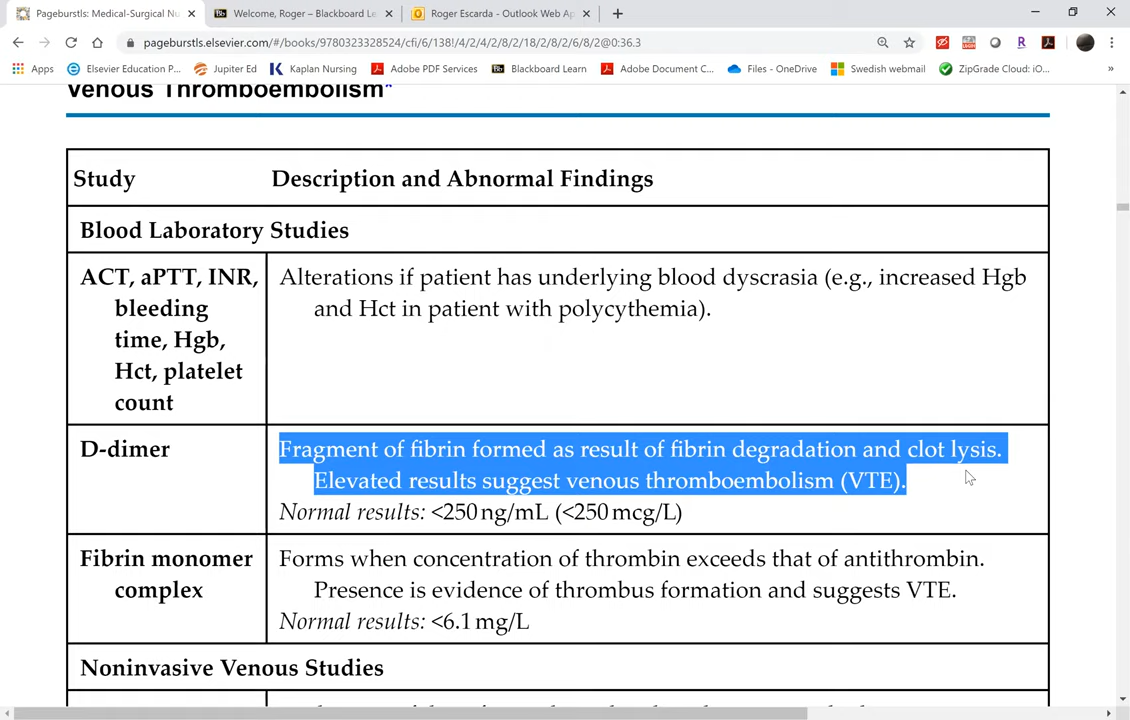 Pageburstls: Medical-Surgical Nu
Welcome, Roger – Blackboard Le
Roger Escarda - Outlook Web Ap
pageburstls.elsevier.com/#/books/9780323328524/cfi/6/138!/4/2/4/2/8/2/18/2/8/2/6/8/2@0:36.3
Apps
Elsevier Education P...
Jupiter Ed
Kaplan Nursing
Adobe PDF Services
Bb
Blackboard Learn
Adobe Document C...
Files - OneDrive
Swedish webmail
ZipGrade Cloud: iO...
»
Venous Thromboembolism*
Study
Description and Abnormal Findings
Blood Laboratory Studies
ACT, aPTT, INR,
bleeding
time, Hgb,
Hct, platelet
count
Alterations if patient has underlying blood dyscrasia (e.g., increased Hgb
and Hct in patient with polycythemia).
D-dimer
Fragment of fibrin formed as result of fibrin degradation and clot lysis.
Elevated results suggest venous thromboembolism (VTE).
Normal results: <250 ng/mL (<250 mcg/L)
Fibrin monomer
complex
Forms when concentration of thrombin exceeds that of antithrombin.
Presence is evidence of thrombus formation and suggests VTE.
Normal results: <6.1 mg/L
Noninvasive Venous Studies